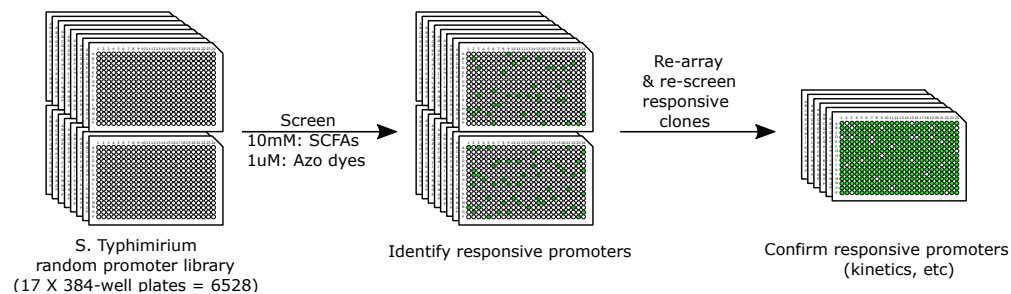 Screen
10mM: SCFAs
1uM: Azo dyes
Re-array
& re-screen
responsive
clones
S. Typhimirium
random promoter library
(17 X 384-well plates = 6528)
Identify responsive promoters
Confirm responsive promoters
(kinetics, etc)